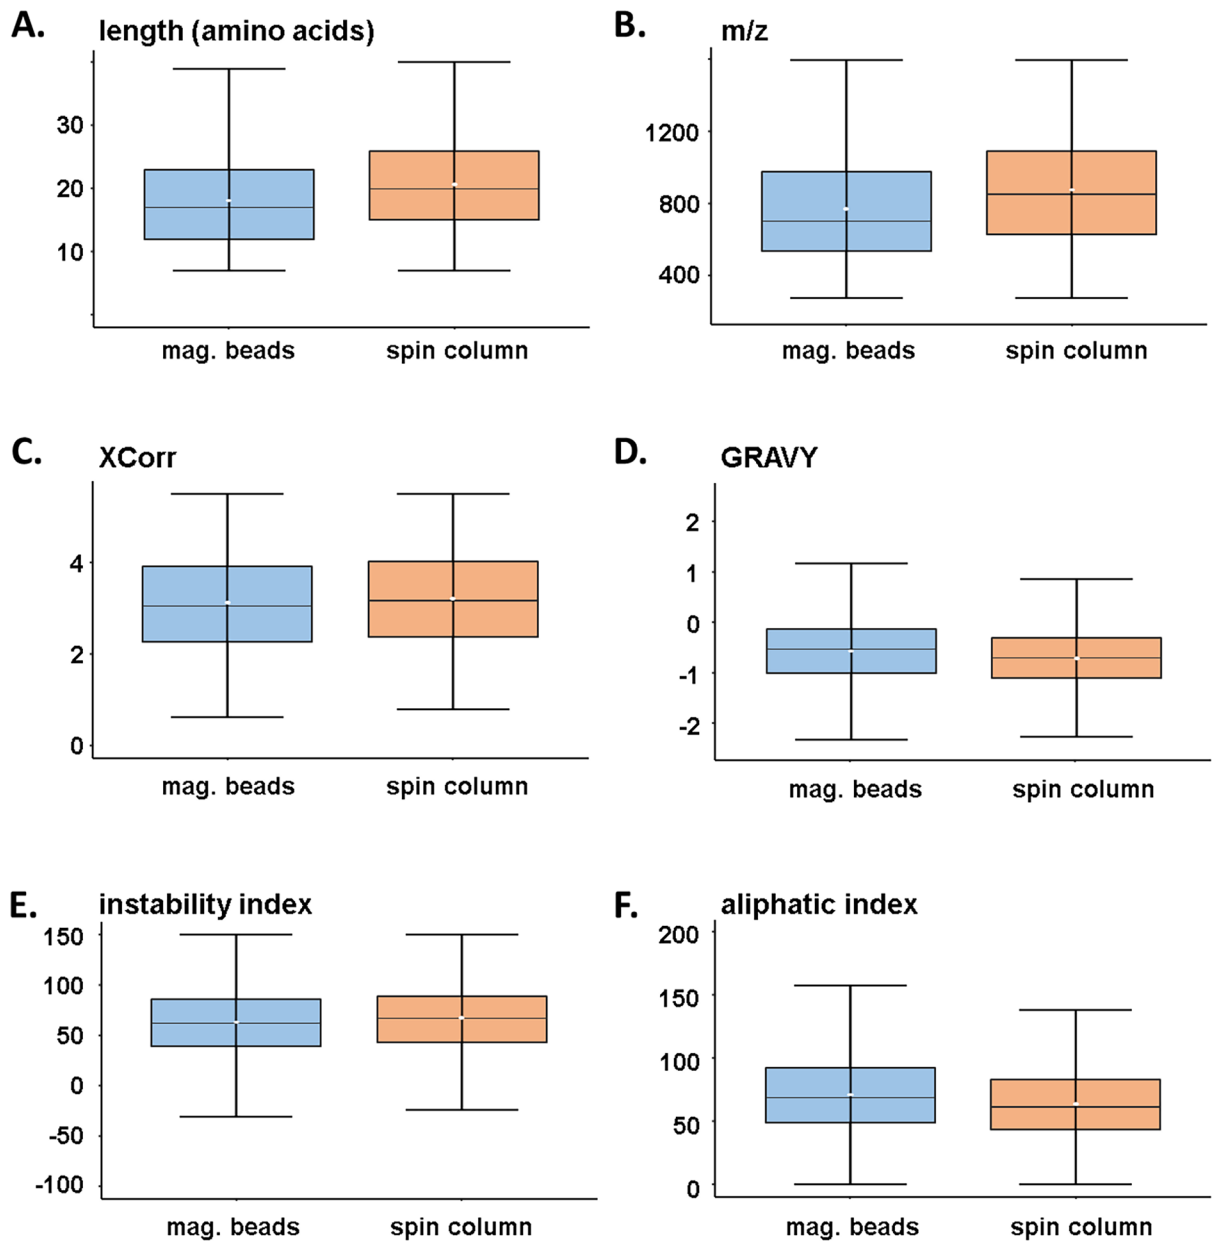 A. length (amino acids)
30
20
10
mag. beads spin column
B. m/z
1200
800
400
mag. beads spin column
C. XCorr
4
2
0
mag. beads spin column
D. GRAVY
2
1
0
-1
-2
mag. beads spin column
E. instability index
150
100
50
0
-50
-100
mag. beads spin column
F. aliphatic index
200
150
100
50
0
mag. beads spin column